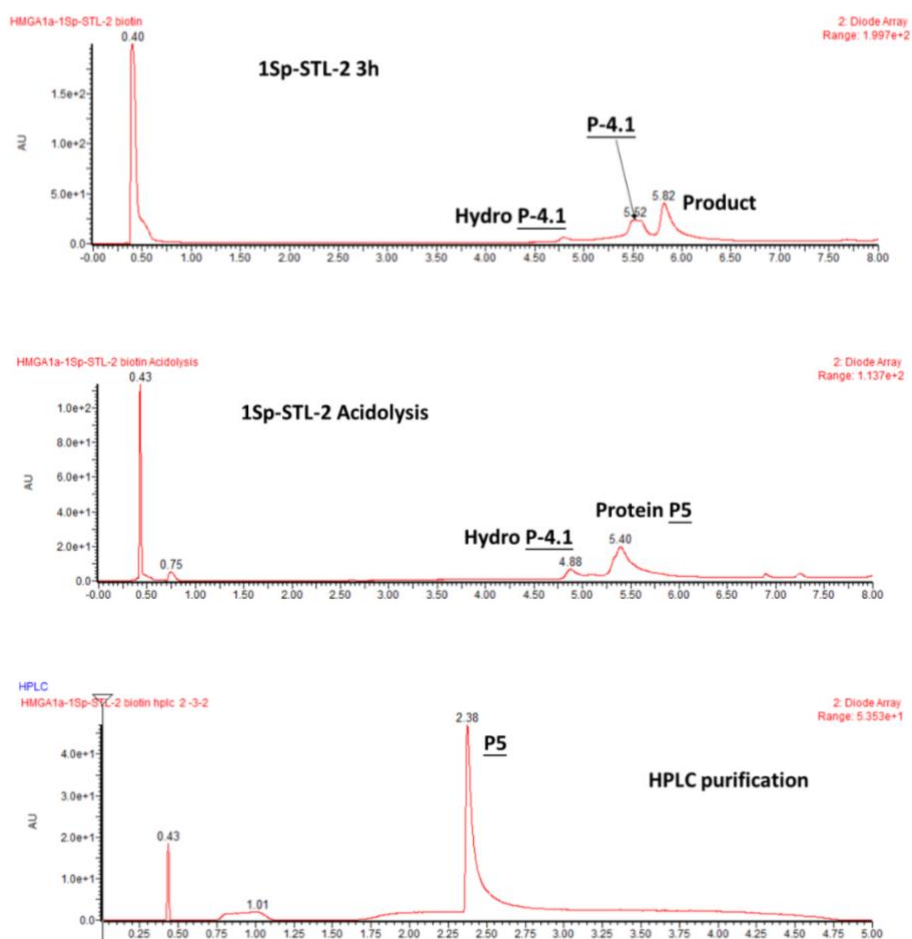 HMGA1a-1Sp-STL-2 biotin
2: Diode Array
Range: 1.997e+2
0.40
1Sp-STL-2 3h
P-4.1
1.5e+2
AU
1.0e+2
5.0e+1
0.0
Hydro P-4.1
5.52
5.82
Product
-0.00 0.50 1.00 1.50 2.00 2.50 3.00 3.50 4.00 4.50 5.00 5.50 6.00 6.50 7.00 7.50 8.00
HMGA1a-1Sp-STL-2 biotin Acidolysis
2: Diode Array
Range: 1.137e+2
0.43
1Sp-STL-2 Acidolysis
1.0e+2
8.0e+1
AU
6.0e+1
4.0e+1
2.0e+1
0.0
Protein P5
Hydro P-4.1
0.75
4.88
5.40
-0.00 0.50 1.00 1.50 2.00 2.50 3.00 3.50 4.00 4.50 5.00 5.50 6.00 6.50 7.00 7.50 8.00
HPLC
HMGA1a-1Sp-STL-2 biotin hplc 2 -3-2
2: Diode Array
Range: 5.353e+1
2.38
P5
HPLC purification
4.0e+1
3.0e+1
AU
2.0e+1
1.0e+1
0.0
0.43
1.01
0.25 0.50 0.75 1.00 1.25 1.50 1.75 2.00 2.25 2.50 2.75 3.00 3.25 3.50 3.75 4.00 4.25 4.50 4.75 5.00